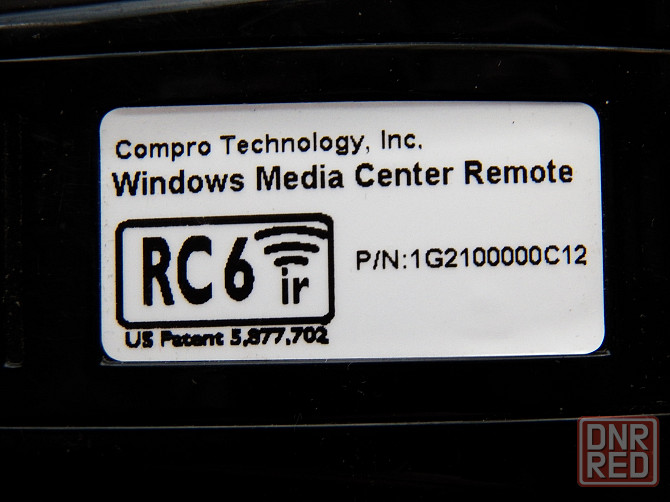 Compro Technology, Inc.
Windows Media Center Remote
RC6 ir
P/N:1G2100000C12
US Patent 5,877,702
DNR
RED